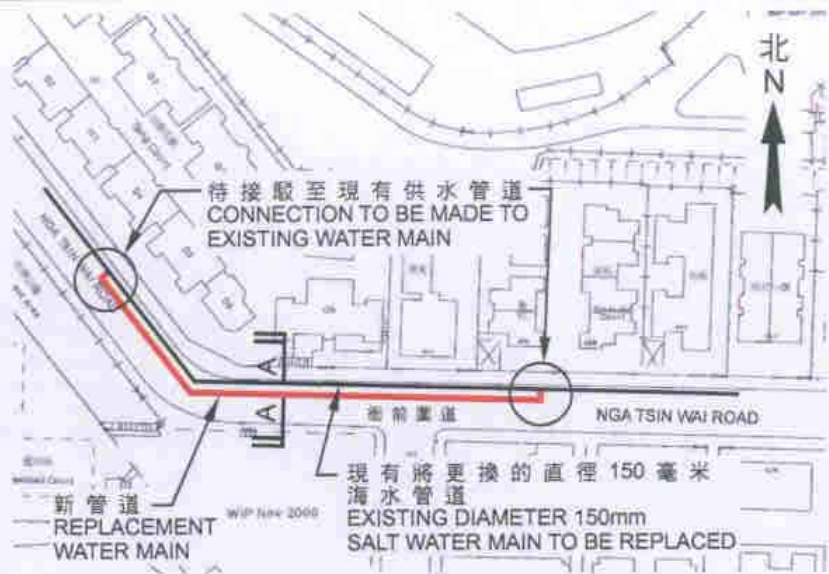 北
N
待接駁至現有供水管道
CONNECTION TO BE MADE TO
EXISTING WATER MAIN
NGA TSIN WAI ROAD
A
A
衙前圍道
NGA TSIN WAI ROAD
現有將更換的直徑 150 毫米
海水管道
EXISTING DIAMETER 150mm
SALT WATER MAIN TO BE REPLACED
新管道
REPLACEMENT
WATER MAIN
WIP Nov 2000